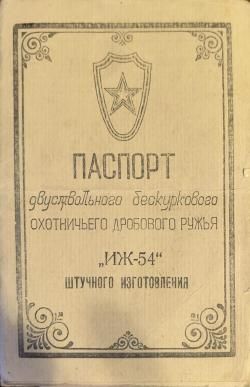 ПАСПОРТ
двуствольного бескуркового
ОХОТНИЧЬЕГО ДРОБОВОГО РУЖЬЯ
„ИЖ-54“
ШТУЧНОГО ИЗГОТОВЛЕНИЯ